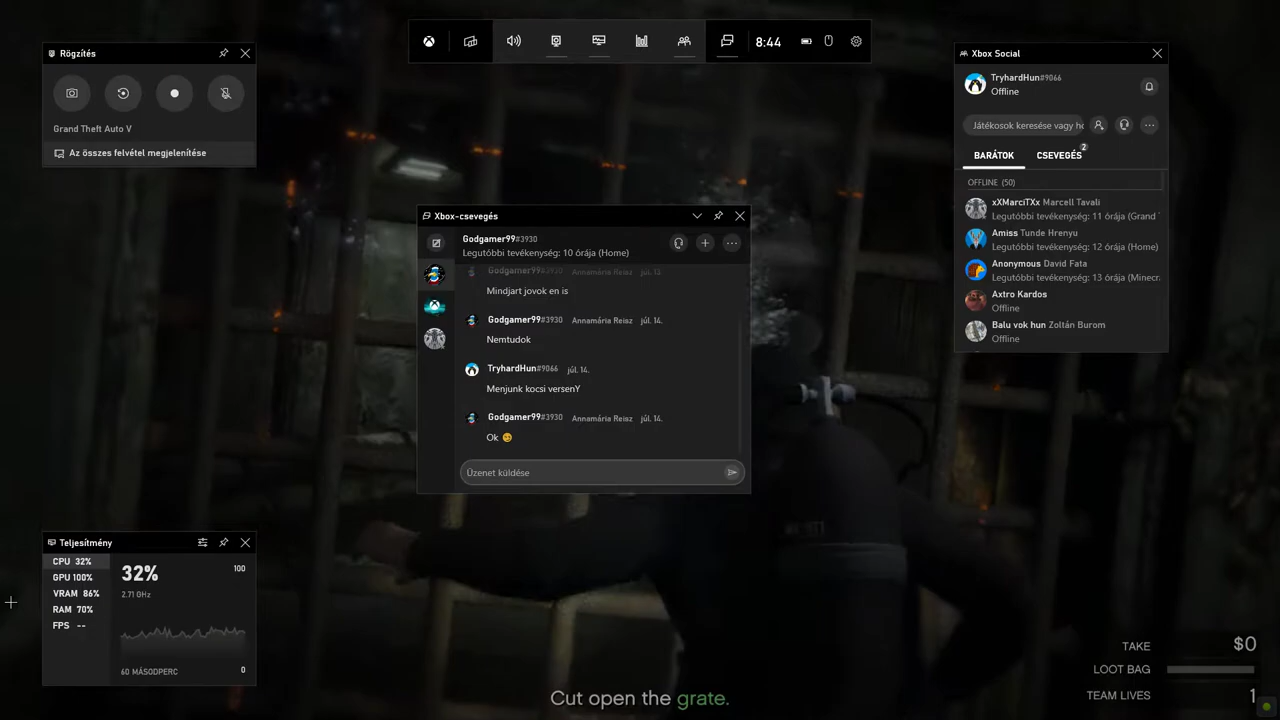 8:44
Rögzítés
Grand Theft Auto V
Az összes felvétel megjelenítése
Xbox-csevegés
Godgamer99#3930
Legutóbbi tevékenység: 10 órája (Home)
Godgamer99#3930 Annamária Reisz júl. 13.
Mindjart jovok en is
Godgamer99#3930 Annamária Reisz júl. 14.
Nemtudok
TryhardHun#9066 júl. 14.
Menjunk kocsi versenY
Godgamer99#3930 Annamária Reisz júl. 14.
Ok 😏
Üzenet küldése
Xbox Social
TryhardHun#9066
Offline
Játékosok keresése vagy
BARÁTOK CSEVEGÉS 2
OFFLINE (50)
xXMarciTXx Marcell Tavali
Legutóbbi tevékenység: 11 órája (Grand
Amiss Tunde Hrenyu
Legutóbbi tevékenység: 12 órája (Home)
Anonymous David Fata
Legutóbbi tevékenység: 13 órája (Minecra
Axtro Kardos
Offline
Balu vok hun Zoltán Burom
Offline
Teljesítmény
CPU 32%
GPU 100%
VRAM 86%
RAM 70%
FPS --
32%
100
2.71 GHz
60 MÁSODPERC
0
Cut open the grate.
TAKE $0
LOOT BAG
TEAM LIVES 1